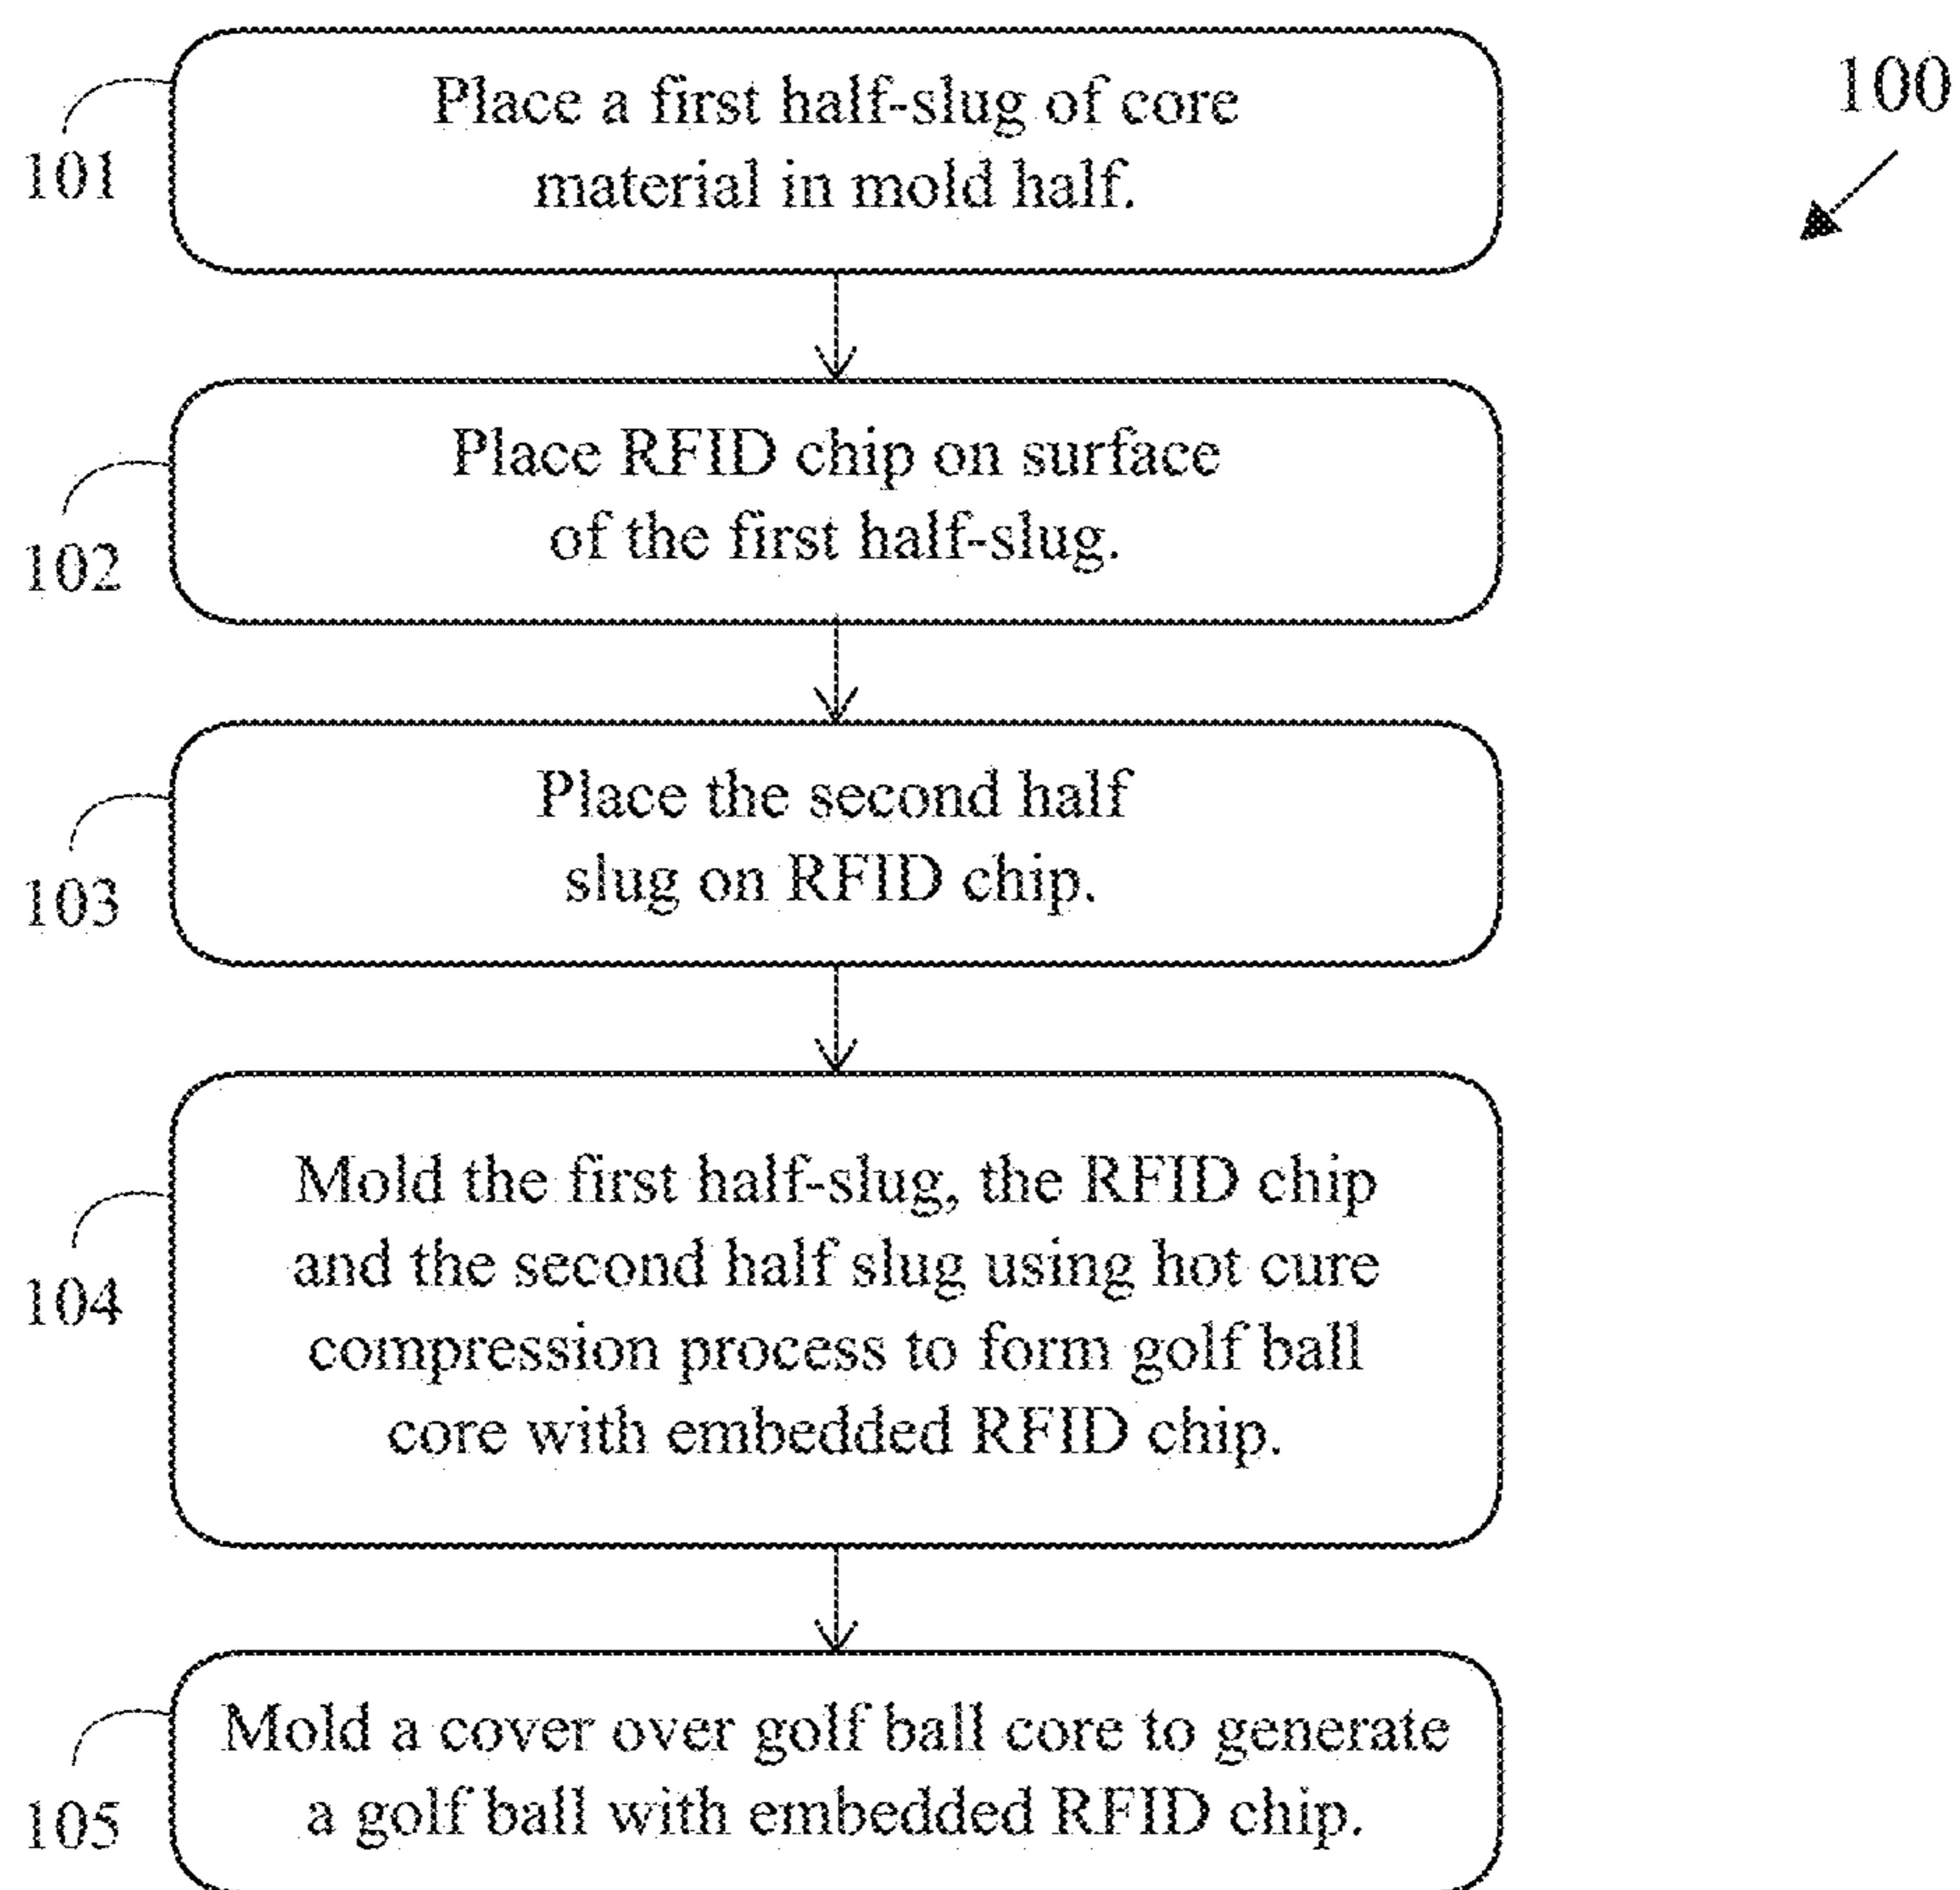 100
101
Place a first half-slug of core
material in mold half.
102
Place RFID chip on surface
of the first half-slug.
103
Place the second half
slug on RFID chip.
104
Mold the first half-slug, the RFID chip
and the second half slug using hot cure
compression process to form golf ball
core with embedded RFID chip.
105
Mold a cover over golf ball core to generate
a golf ball with embedded RFID chip.